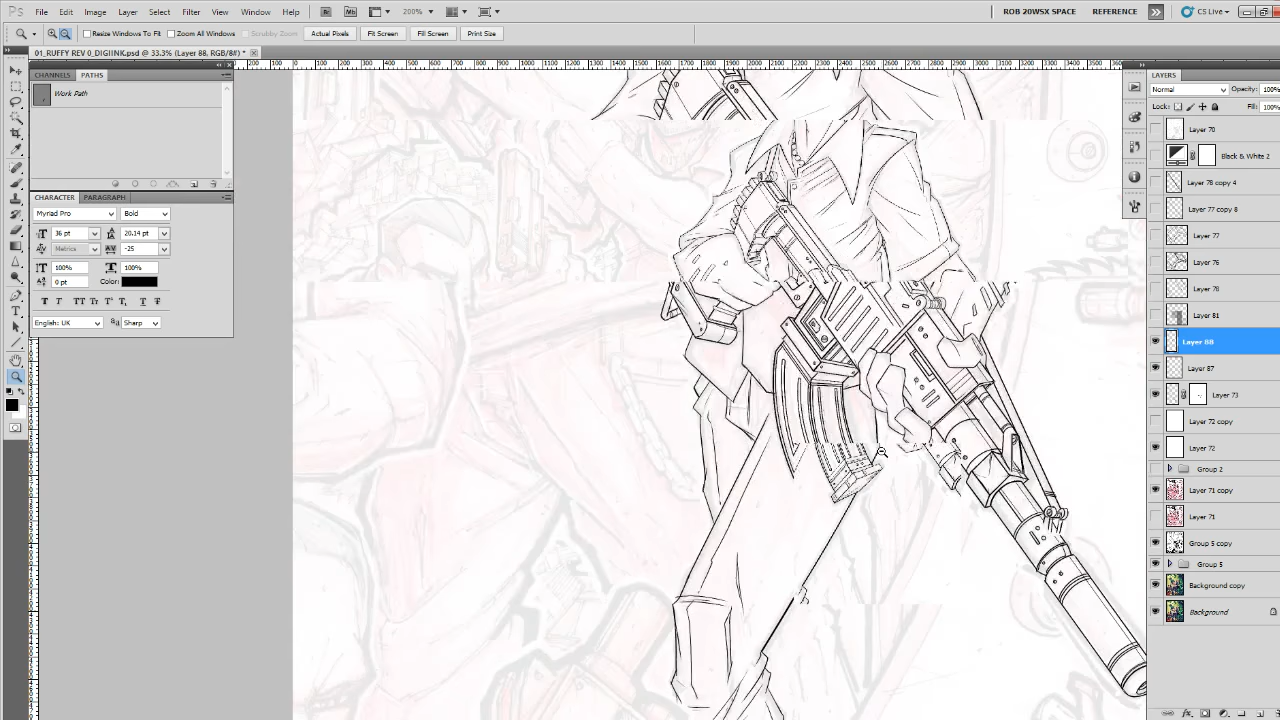 Ps File Edit Image Layer Select Filter View Window Help Br Mb 200% ROB 20WSX SPACE REFERENCE CS Live
Resize Windows To Fit Zoom All Windows Scrubby Zoom Actual Pixels Fit Screen Fill Screen Print Size
01_RUFFY REV 0_DIGIINK.psd @ 33.3% (Layer 88, RGB/8#) *
CHANNELS PATHS
Work Path
CHARACTER PARAGRAPH
Myriad Pro Bold
36 pt 20.14 pt
Metrics -25
100% 100%
0 pt Color:
English: UK Sharp
LAYERS
Normal Opacity: 100%
Lock: Fill: 100%
Layer 70
Black & White 2
Layer 78 copy 4
Layer 77 copy 8
Layer 77
Layer 76
Layer 78
Layer 81
Layer 88
Layer 87
Layer 73
Layer 72 copy
Layer 72
Group 2
Layer 71 copy
Layer 71
Group 5 copy
Group 5
Background copy
Background